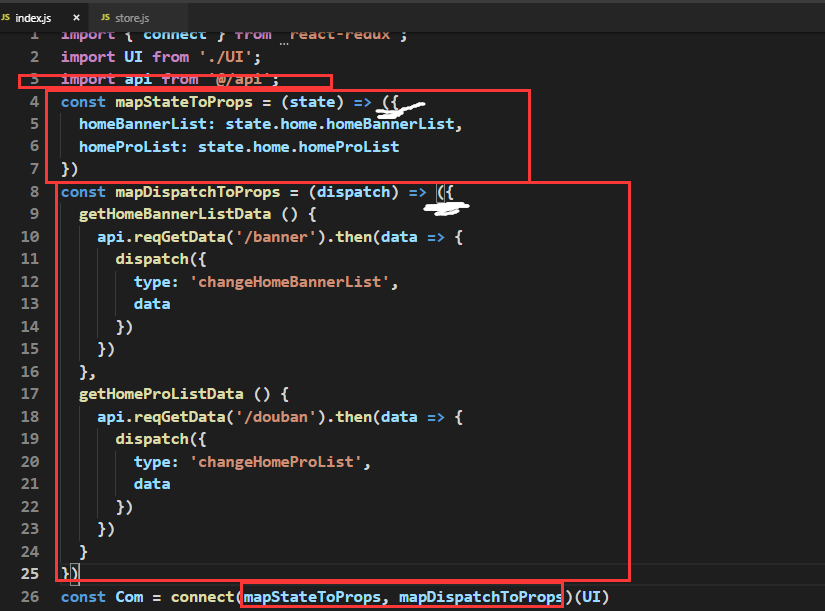 JS index.js × JS store.js
1 import { connect } from 'react-redux';
2 import UI from './UI';
3 import api from '@/api';
4 const mapStateToProps = (state) => ({
5 homeBannerList: state.home.homeBannerList,
6 homeProList: state.home.homeProList
7 })
8 const mapDispatchToProps = (dispatch) => ({
9 getHomeBannerListData () {
10 api.reqGetData('/banner').then(data => {
11 dispatch({
12 type: 'changeHomeBannerList',
13 data
14 })
15 })
16 },
17 getHomeProListData () {
18 api.reqGetData('/douban').then(data => {
19 dispatch({
20 type: 'changeHomeProList',
21 data
22 })
23 })
24 }
25 })
26 const Com = connect(mapStateToProps, mapDispatchToProps)(UI)